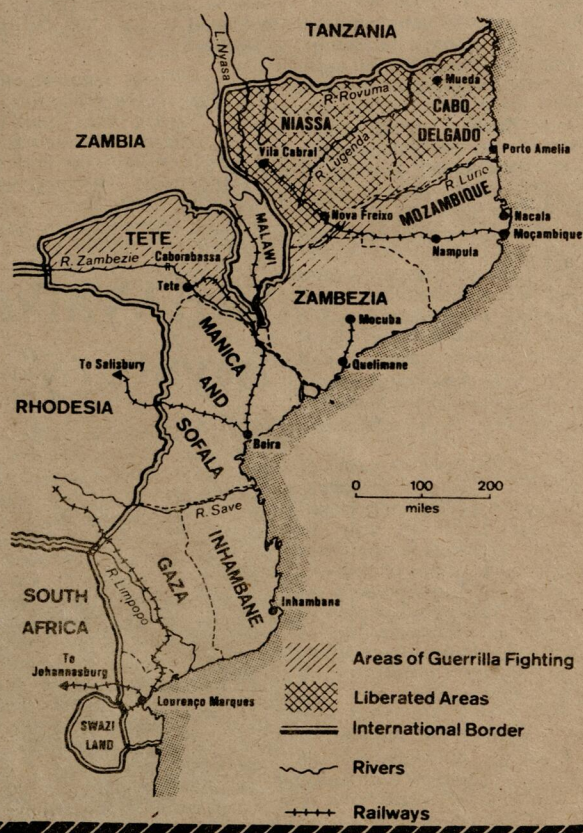 TANZANIA
L. Nyasa
Mueda
R. Rovuma
CABO
DELGADO
NIASSA
ZAMBIA
Vila Cabral
R. Lugenda
Porto Amelia
R. Lurio
MOZAMBIQUE
Nova Freixo
Nacala
Moçambique
MALAWI
Nampula
TETE
R. Zambezie
Caborabassa
Tete
ZAMBEZIA
Mocuba
MANICA
AND
SOFALA
Quelimane
To Salisbury
RHODESIA
Beira
0 100 200
miles
R. Save
INHAMBANE
GAZA
R. Limpopo
SOUTH
AFRICA
Inhambane
To
Johannasburg
Lourenço Marques
SWAZI
LAND
Areas of Guerrilla Fighting
Liberated Areas
International Border
Rivers
Railways